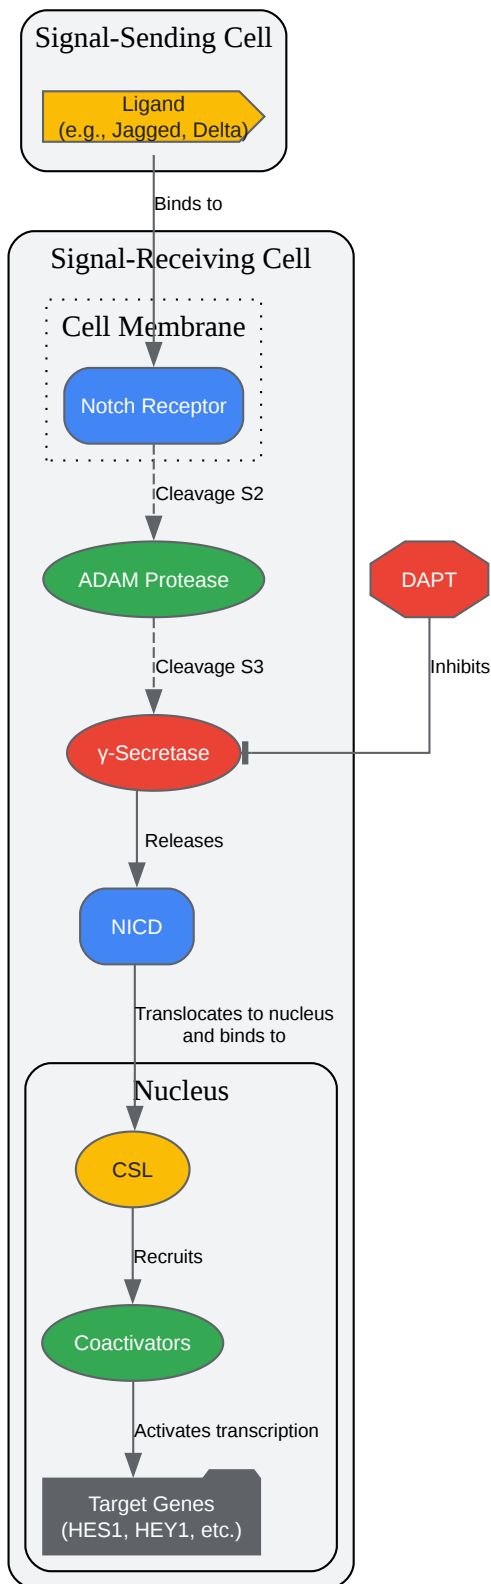 Signal-Sending Cell
Ligand
(e.g., Jagged, Delta)
Binds to
Signal-Receiving Cell
Cell Membrane
Notch Receptor
Cleavage S2
ADAM Protease
DAPT
Cleavage S3
Inhibits
γ-Secretase
Releases
NICD
Translocates to nucleus
and binds to
Nucleus
CSL
Recruits
Coactivators
Activates transcription
Target Genes
(HES1, HEY1, etc.)